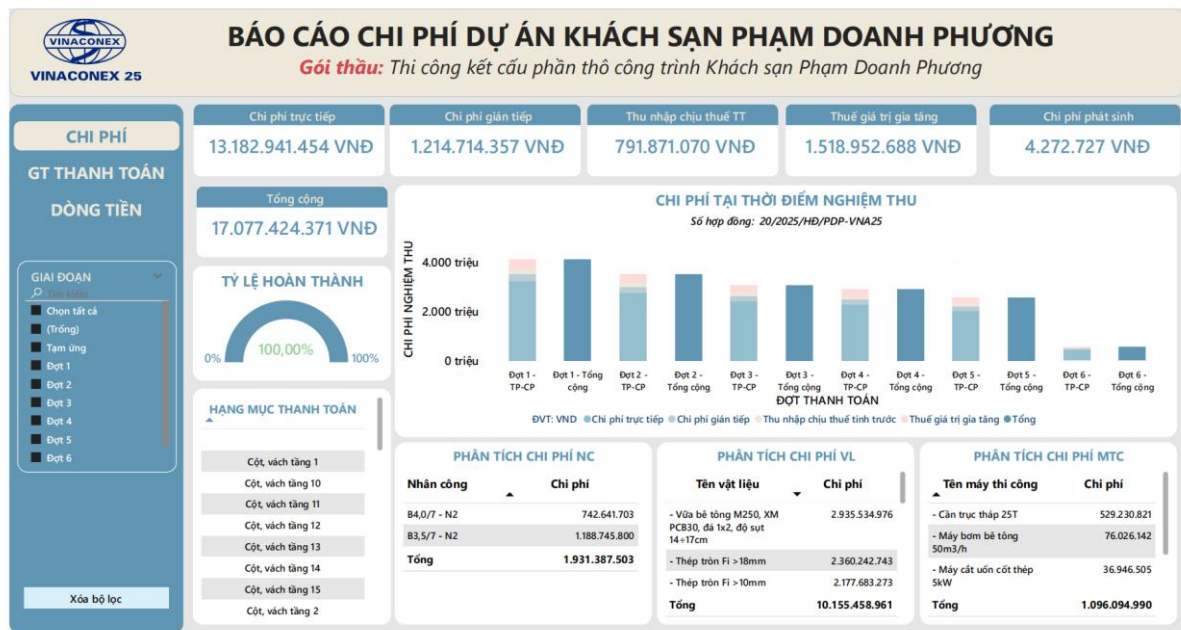 VINACONEX
VINACONEX 25
BÁO CÁO CHI PHÍ DỰ ÁN KHÁCH SẠN PHẠM DOANH PHƯƠNG
Gói thầu: Thi công kết cấu phần thô công trình Khách sạn Phạm Doanh Phương
CHI PHÍ
GT THANH TOÁN
DÒNG TIỀN
GIAI ĐOẠN
Tìm kiếm
Chọn tất cả
(Trống)
Tạm ứng
Đợt 1
Đợt 2
Đợt 3
Đợt 4
Đợt 5
Đợt 6
Xóa bộ lọc
Chi phí trực tiếp
13.182.941.454 VNĐ
Chi phí gián tiếp
1.214.714.357 VNĐ
Thu nhập chịu thuế TT
791.871.070 VNĐ
Thuế giá trị gia tăng
1.518.952.688 VNĐ
Chi phí phát sinh
4.272.727 VNĐ
Tổng cộng
17.077.424.371 VNĐ
TỶ LỆ HOÀN THÀNH
100,00%
0%
100%
HẠNG MỤC THANH TOÁN
Cột, vách tầng 1
Cột, vách tầng 10
Cột, vách tầng 11
Cột, vách tầng 12
Cột, vách tầng 13
Cột, vách tầng 14
Cột, vách tầng 15
Cột, vách tầng 2
CHI PHÍ TẠI THỜI ĐIỂM NGHIỆM THU
Số hợp đồng: 20/2025/HĐ/PDP-VNA25
CHI PHÍ NGHIỆM THU
4.000 triệu
2.000 triệu
0 triệu
Đợt 1 - TP-CP
Đợt 1 - Tổng cộng
Đợt 2 - TP-CP
Đợt 2 - Tổng cộng
Đợt 3 - TP-CP
Đợt 3 - Tổng cộng
Đợt 4 - TP-CP
Đợt 4 - Tổng cộng
Đợt 5 - TP-CP
Đợt 5 - Tổng cộng
Đợt 6 - TP-CP
Đợt 6 - Tổng cộng
ĐỢT THANH TOÁN
ĐVT: VND Chi phí trực tiếp Chi phí gián tiếp Thu nhập chịu thuế tính trước Thuế giá trị gia tăng Tổng
PHÂN TÍCH CHI PHÍ NC
Nhân công Chi phí
B4,0/7 - N2 742.641.703
B3,5/7 - N2 1.188.745.800
Tổng 1.931.387.503
PHÂN TÍCH CHI PHÍ VL
Tên vật liệu Chi phí
- Vữa bê tông M250, XM 2.935.534.976
PCB30, đá 1x2, độ sụt
14÷17cm
- Thép tròn Fi >18mm 2.360.242.743
- Thép tròn Fi >10mm 2.177.683.273
Tổng 10.155.458.961
PHÂN TÍCH CHI PHÍ MTC
Tên máy thi công Chi phí
- Cần trục tháp 25T 529.230.821
- Máy bơm bê tông 76.026.142
50m3/h
- Máy cắt uốn cốt thép 36.946.505
5kW
Tổng 1.096.094.990